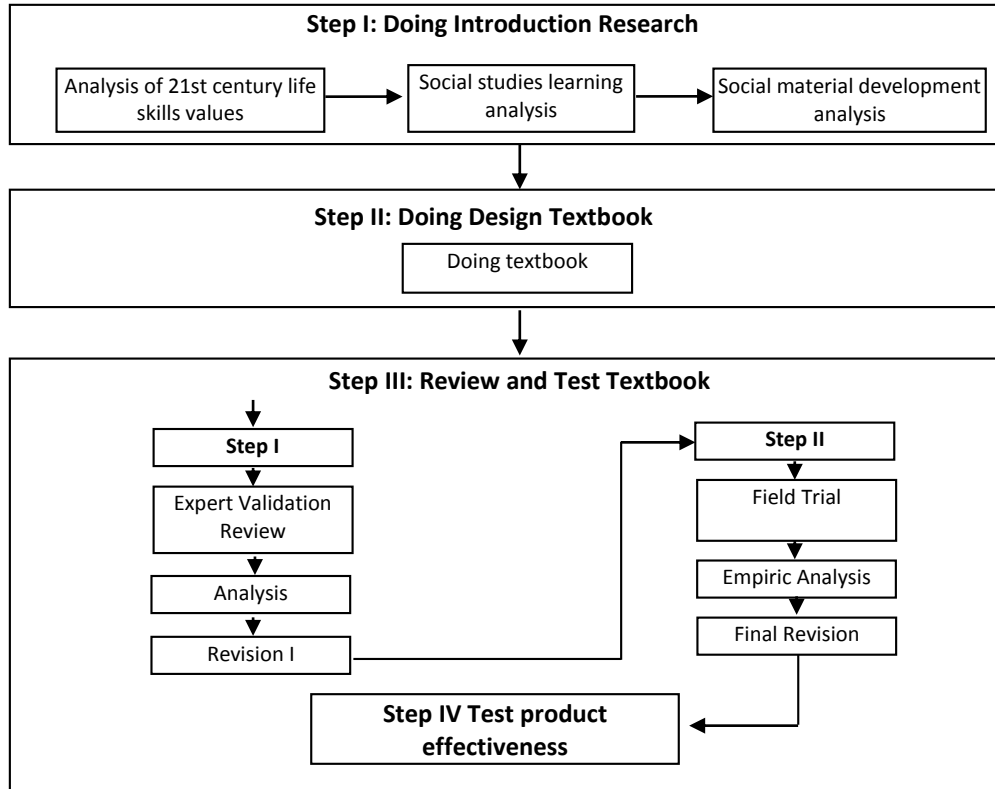 Step I: Doing Introduction Research
Analysis of 21st century life
skills values
Social studies learning
analysis
Social material development
analysis
Step II: Doing Design Textbook
Doing textbook
Step III: Review and Test Textbook
Step I
Expert Validation
Review
Analysis
Revision I
Step II
Field Trial
Empiric Analysis
Final Revision
Step IV Test product
effectiveness